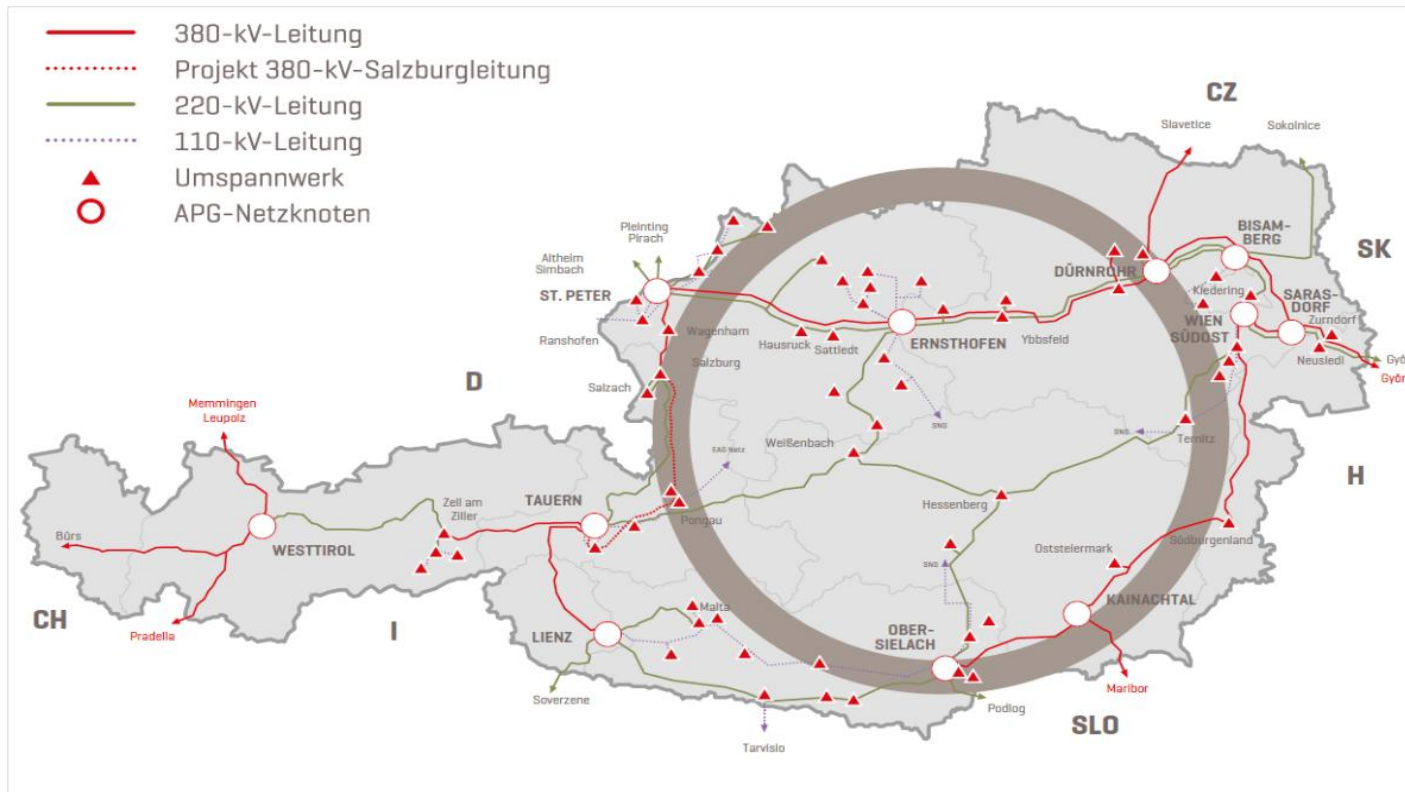 380-kV-Leitung
Projekt 380-kV-Salzburgleitung
220-kV-Leitung
110-kV-Leitung
Umspannwerk
APG-Netzknoten
CZ
Slavetice
Sokolnice
Pleinting
Pirach
Altheim
Simbach
ST. PETER
Ranshofen
Wagenham
Salzburg
Salzach
D
Hausruck
Sattledt
ERNSTHOFEN
Ybbsfeld
DÜRNROHR
BISAM-
BERG
SK
Kledering
SARAS-
DORF
Zurndorf
WIEN
SÜDOST
Neusiedl
Györ
Memmingen
Leupolz
Weißenbach
SNG
EAG Netz
SNG
Ternitz
H
Zell am
Ziller
TAUERN
Pongau
Hessenberg
Bürs
WESTTIROL
Oststeiermark
Südburgenland
SNG
CH
Pradella
I
LIENZ
Malta
OBER-
SIELACH
KAINACHTAL
Soverzene
Maribor
Podlog
SLO
Tarvisio